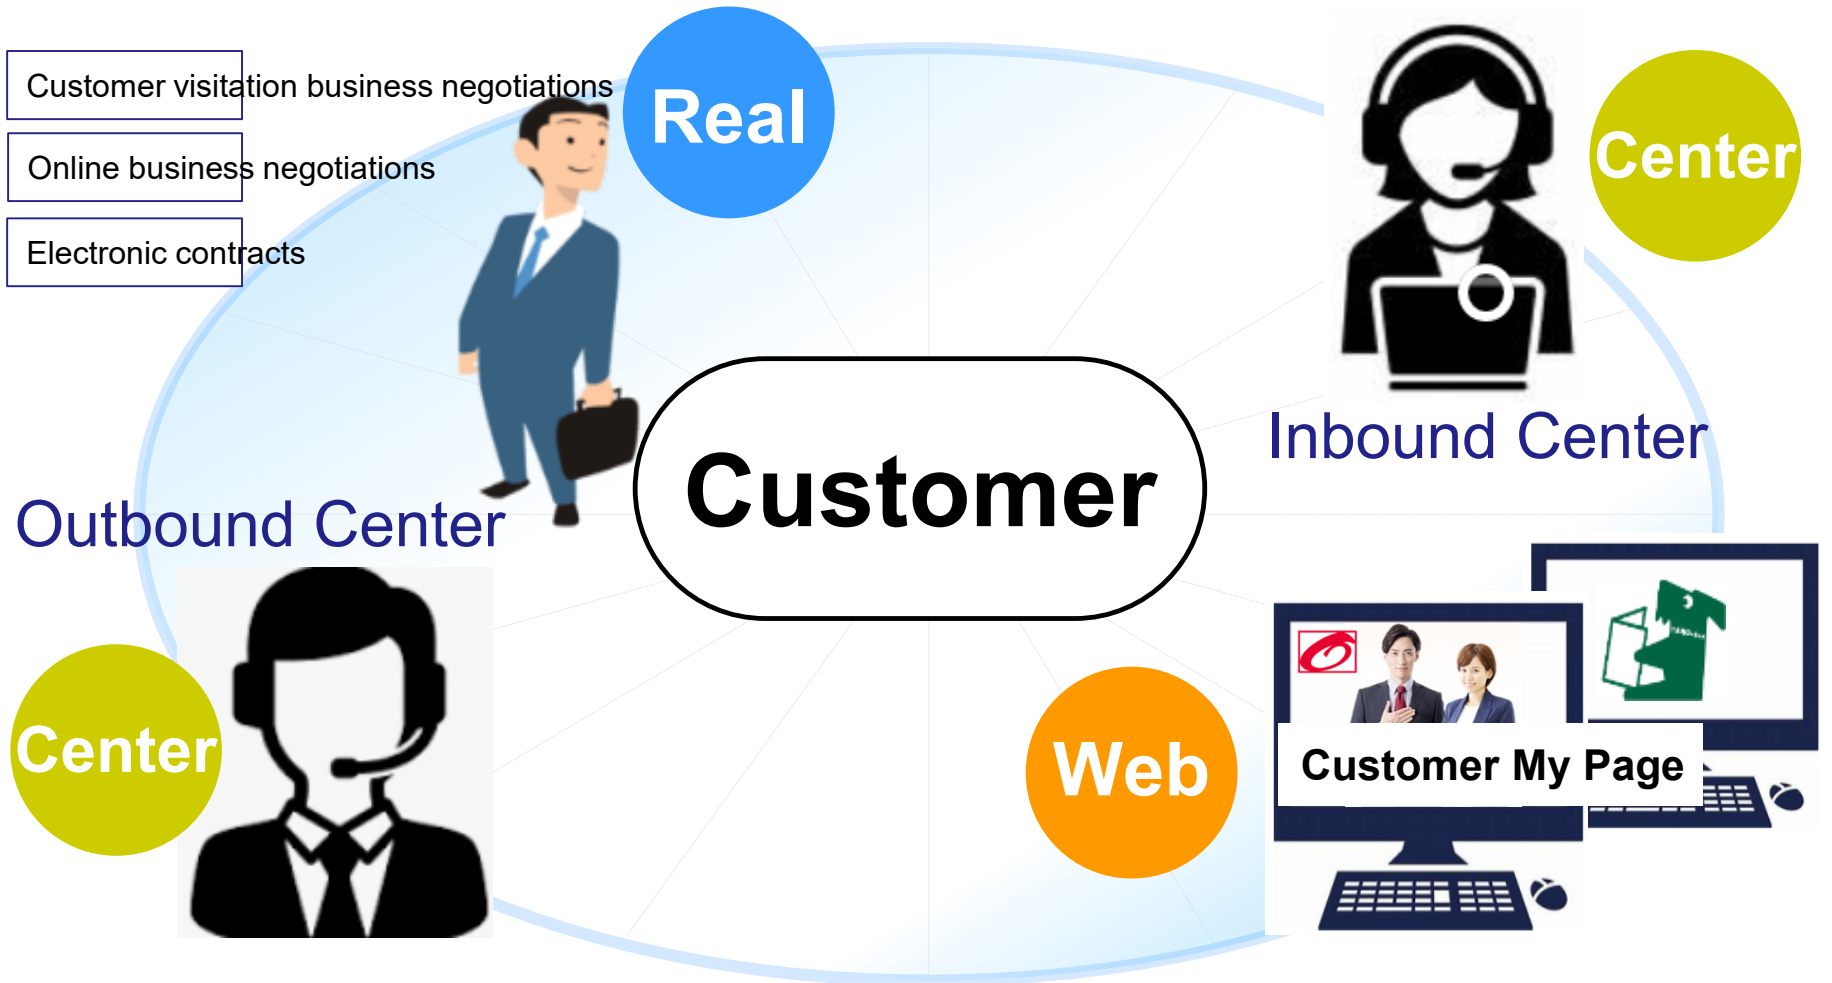 Customer visitation business negotiations
Online business negotiations
Electronic contracts
Real
Center
Inbound Center
Customer
Outbound Center
Center
Web
Customer My Page